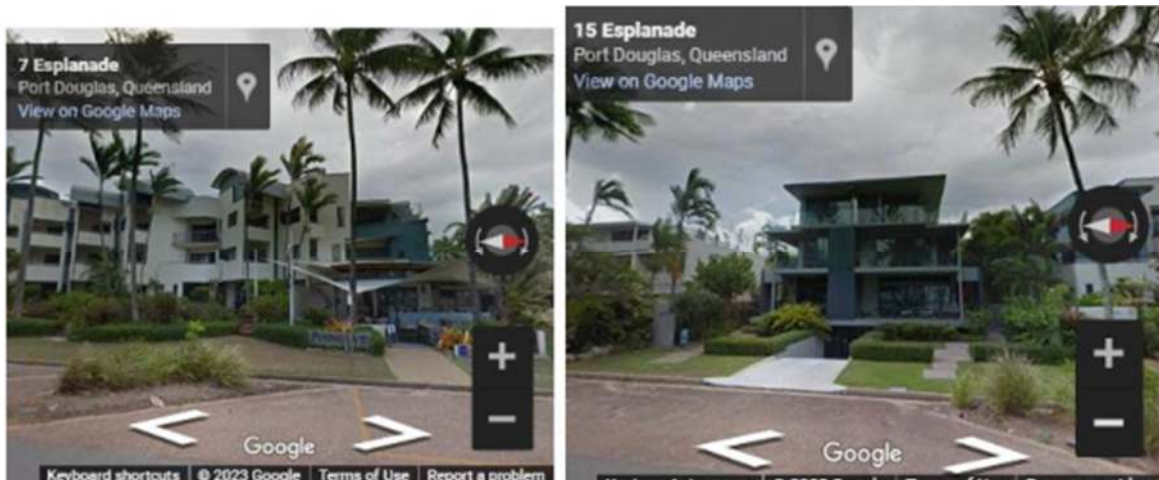 7 Esplanade
Port Douglas, Queensland
View on Google Maps
Google
Keyboard shortcuts
© 2023 Google
Terms of Use
Report a problem
15 Esplanade
Port Douglas, Queensland
View on Google Maps
Google